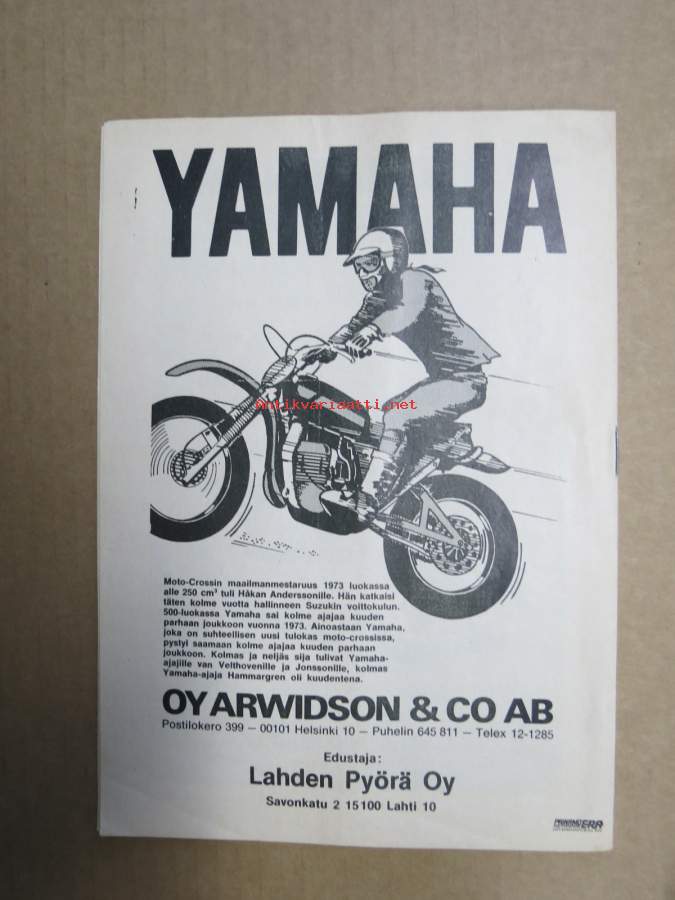 YAMAHA
Antikvariaatti.net
Moto-Crossin maailmanmestaruus 1973 luokassa
alle 250 cm³ tuli Håkan Anderssonille. Hän katkaisi
täten kolme vuotta hallinneen Suzukin voittokulun.
500-luokassa Yamaha sai kolme ajajaa kuuden
parhaan joukkoon vuonna 1973. Ainoastaan Yamaha,
joka on suhteellisen uusi tulokas moto-crossissa,
pystyi saamaan kolme ajajaa kuuden parhaan
joukkoon. Kolmas ja neljäs sija tulivat Yamaha-
ajajille van Velthovenille ja Jonssonille, kolmas
Yamaha-ajaja Hammargren oli kuudentena.
OY ARWIDSON & CO AB
Postilokero 399 — 00101 Helsinki 10 — Puhelin 645 811 — Telex 12-1285
Edustaja:
Lahden Pyörä Oy
Savonkatu 2 15100 Lahti 10